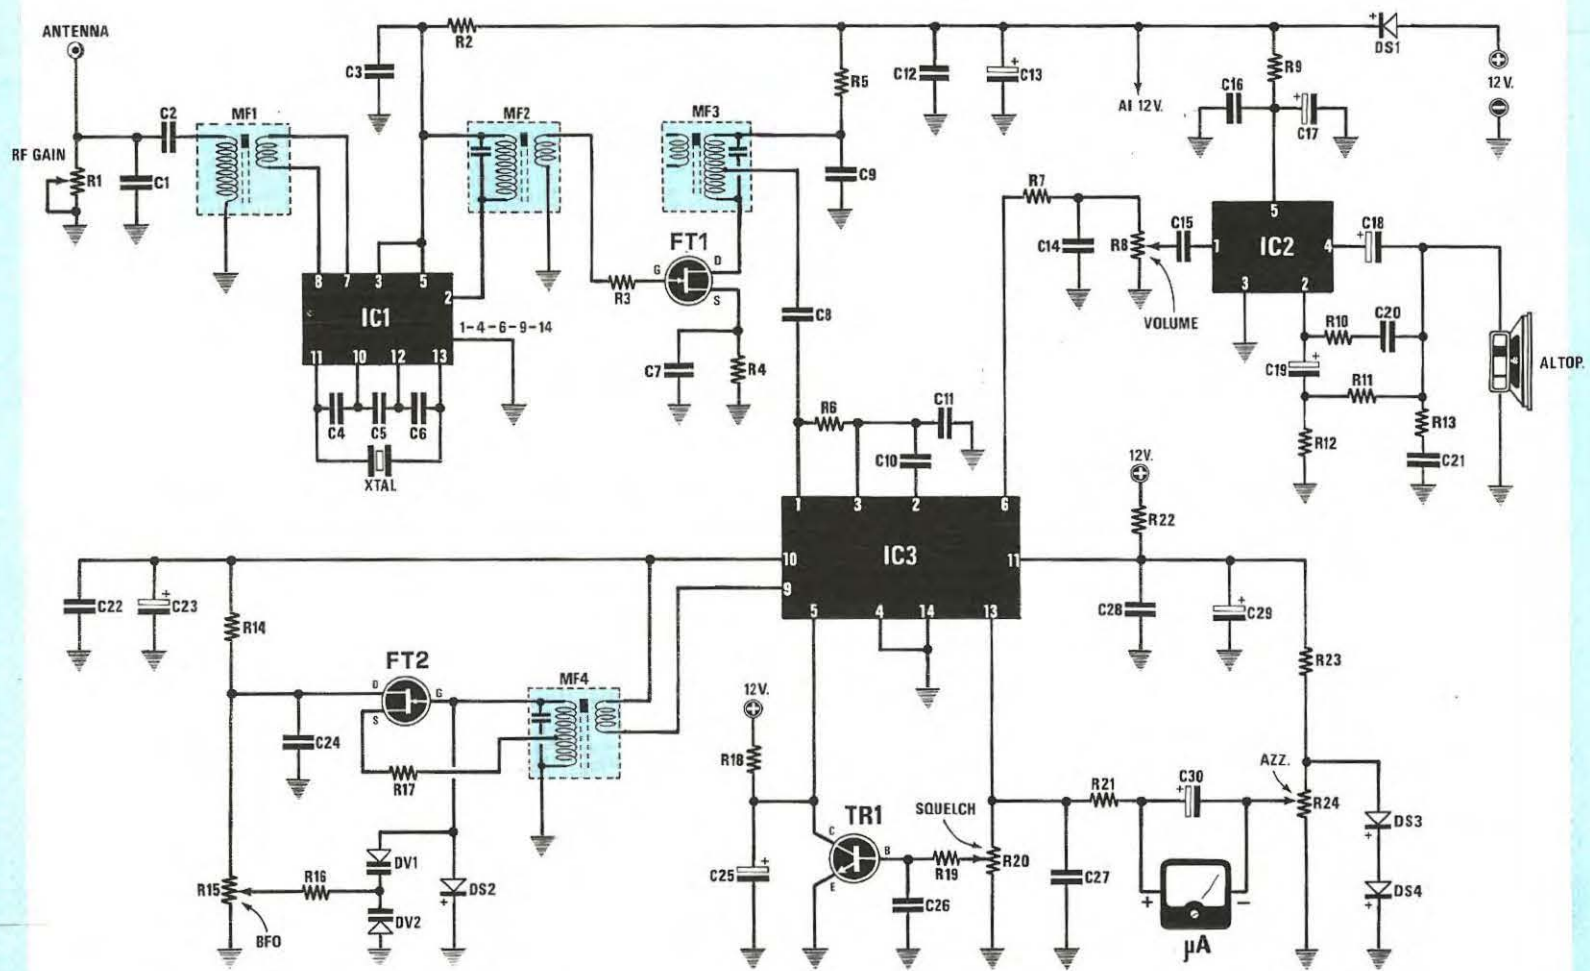 ANTENNA
RF GAIN
R1
C1
C2
MF1
C3
R2
MF2
MF3
R5
C9
C12
C13
AI 12V.
R9
C16
C17
DS1
12 V.
8 7 3 5
2
IC1
1-4-6-9-14
11 10 12 13
C4
C5
C6
XTAL
R3
FT1
G
D
S
C7
R4
C8
R7
C14
R8
VOLUME
C15
5
1
IC2
4
3 2
C18
R10
C20
C19
R11
R12
R13
C21
ALTOP.
R6
C11
C10
1 3 2 6
10
IC3
11
9
5 4 14 13
12V.
R22
C28
C29
R23
C22
C23
R14
FT2
D
G
S
C24
R17
MF4
R15
BFO
R16
DV1
DV2
DS2
12V.
R18
C25
TR1
C
B
E
C26
R19
SQUELCH
R20
C27
R21
C30
+
−
µA
AZZ.
R24
DS3
DS4